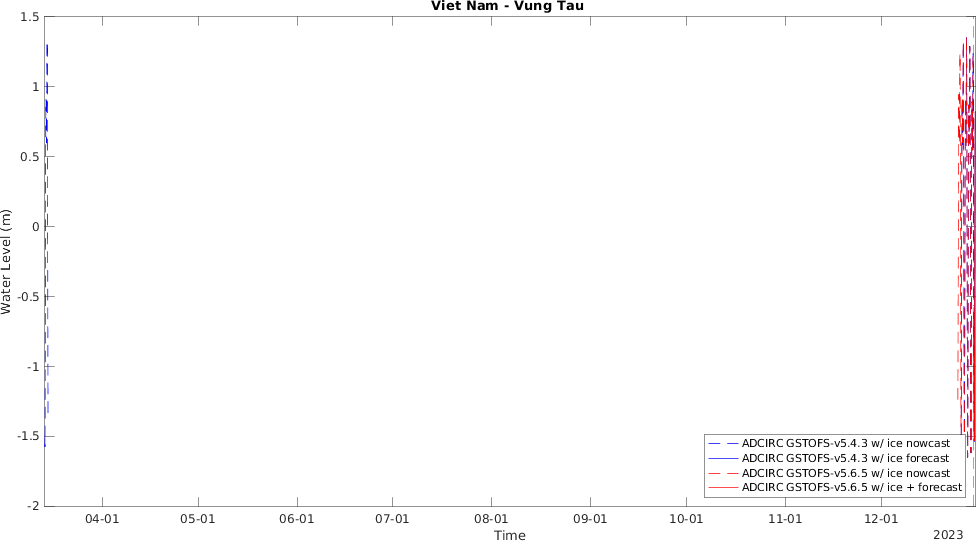 Viet Nam - Vung Tau
1.5
1
0.5
0
-0.5
-1
-1.5
-2
Water Level (m)
04-01 05-01 06-01 07-01 08-01 09-01 10-01 11-01 12-01
Time
2023
ADCIRC GSTOFS-v5.4.3 w/ ice nowcast
ADCIRC GSTOFS-v5.4.3 w/ ice forecast
ADCIRC GSTOFS-v5.6.5 w/ ice nowcast
ADCIRC GSTOFS-v5.6.5 w/ ice + forecast